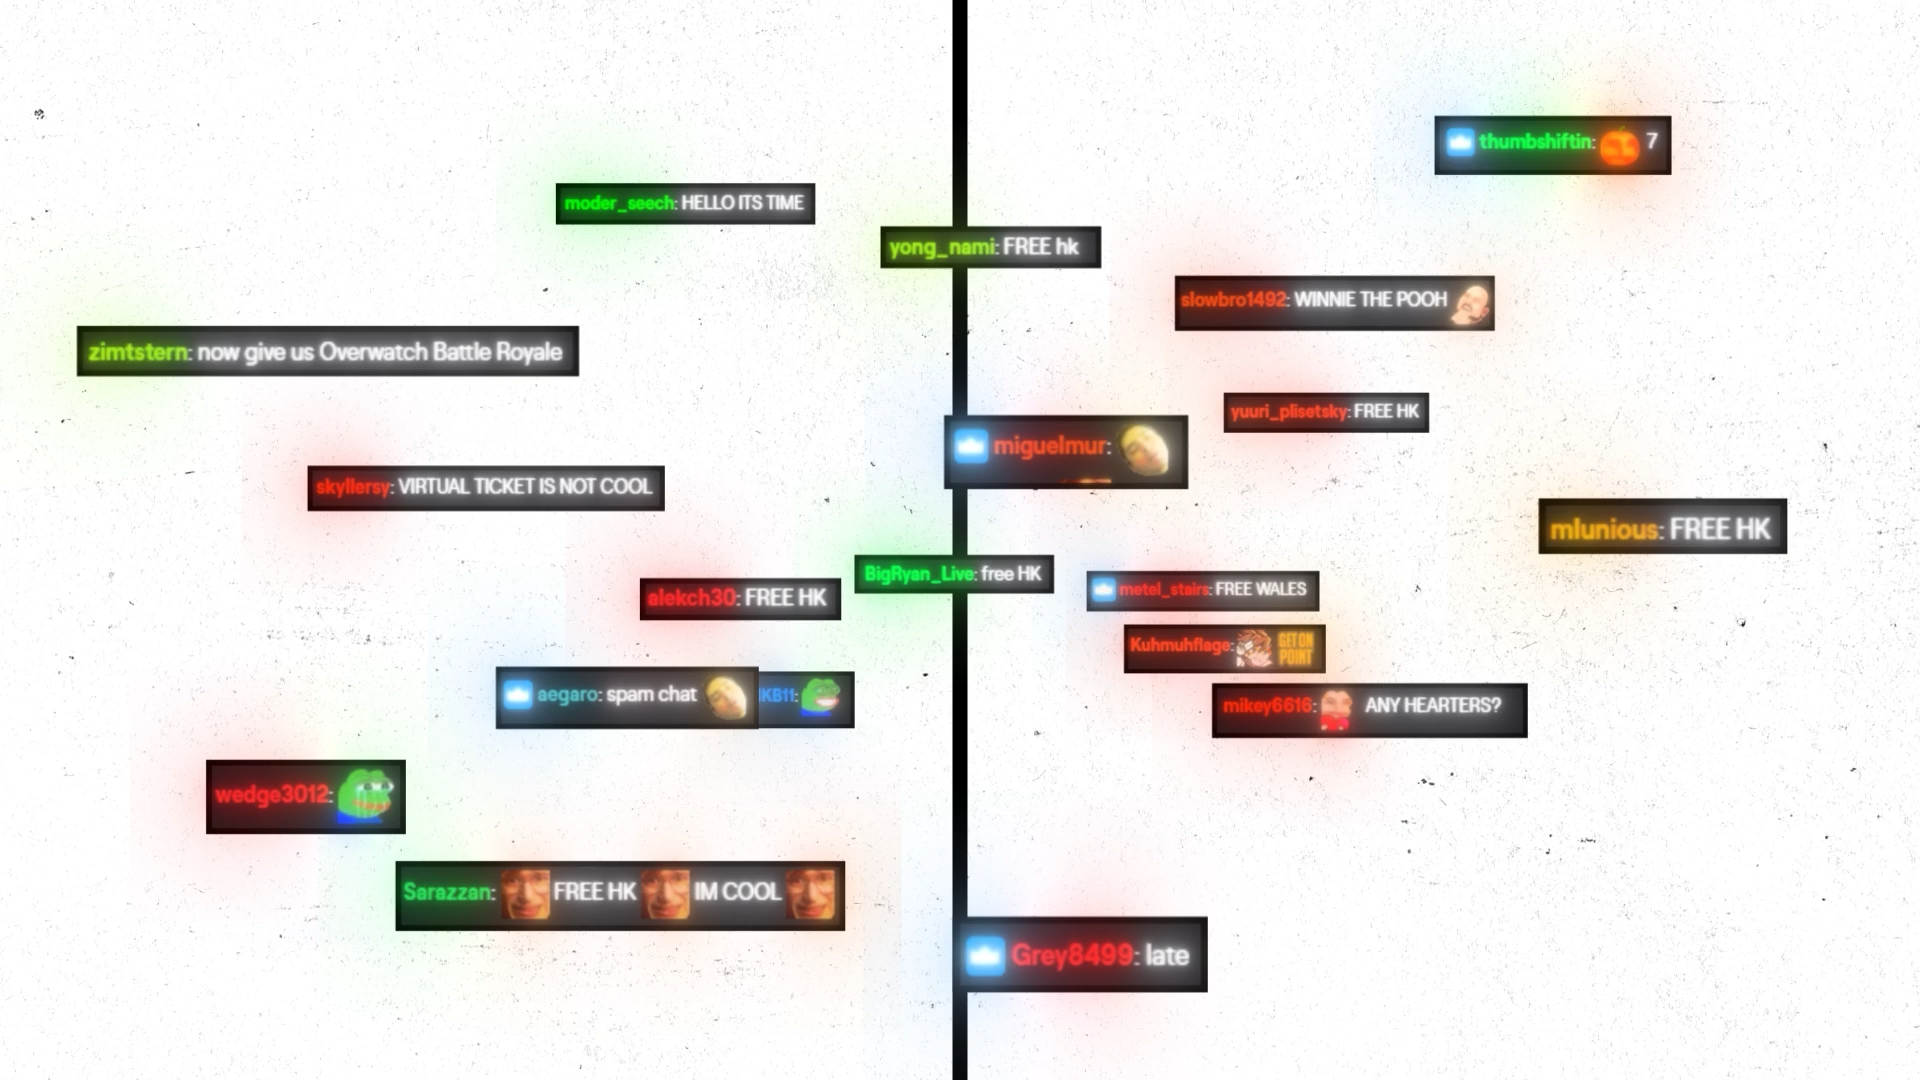 thumbshiftin: 7
moder_seech: HELLO ITS TIME
yong_nami: FREE hk
slowbro1492: WINNIE THE POOH
zimtstern: now give us Overwatch Battle Royale
yuuri_plisetsky: FREE HK
miguelmur:
skyllersy: VIRTUAL TICKET IS NOT COOL
mlunious: FREE HK
BigRyan_Live: free HK
metel_stairs: FREE WALES
alekch30: FREE HK
Kuhmuhflage: GET ON POINT
aegaro: spam chat
KB11:
mikey6616: ANY HEARTERS?
wedge3012:
Sarazzan: FREE HK IM COOL
Grey8499: late